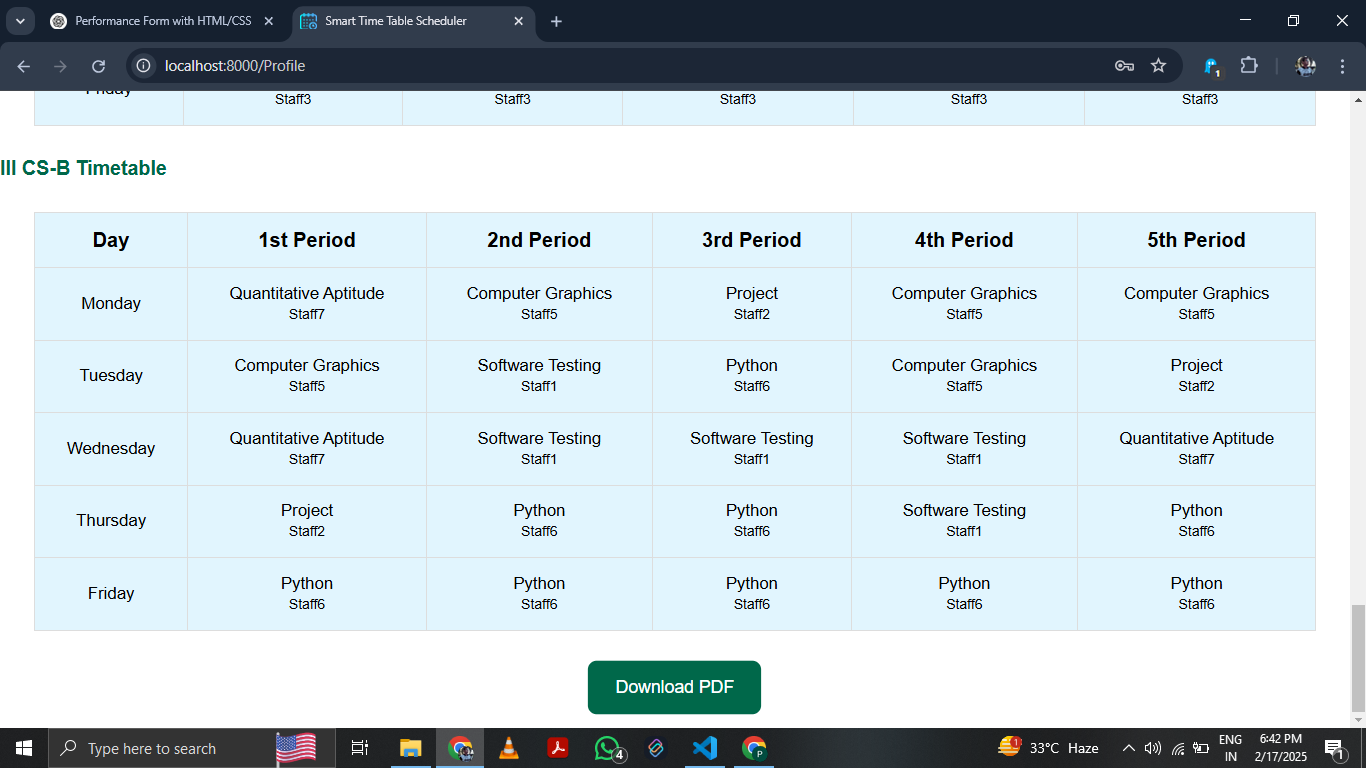 Performance Form with HTML/CSS
Smart Time Table Scheduler
localhost:8000/Profile
1
Friday
Staff3 Staff3 Staff3 Staff3 Staff3
III CS-B Timetable
Day 1st Period 2nd Period 3rd Period 4th Period 5th Period
Monday Quantitative Aptitude Computer Graphics Project Computer Graphics Computer Graphics
Staff7 Staff5 Staff2 Staff5 Staff5
Tuesday Computer Graphics Software Testing Python Computer Graphics Project
Staff5 Staff1 Staff6 Staff5 Staff2
Wednesday Quantitative Aptitude Software Testing Software Testing Software Testing Quantitative Aptitude
Staff7 Staff1 Staff1 Staff1 Staff7
Thursday Project Python Python Software Testing Python
Staff2 Staff6 Staff6 Staff1 Staff6
Friday Python Python Python Python Python
Staff6 Staff6 Staff6 Staff6 Staff6
Download PDF
Type here to search
4
P
1
33°C Haze
ENG
IN
6:42 PM
2/17/2025
1